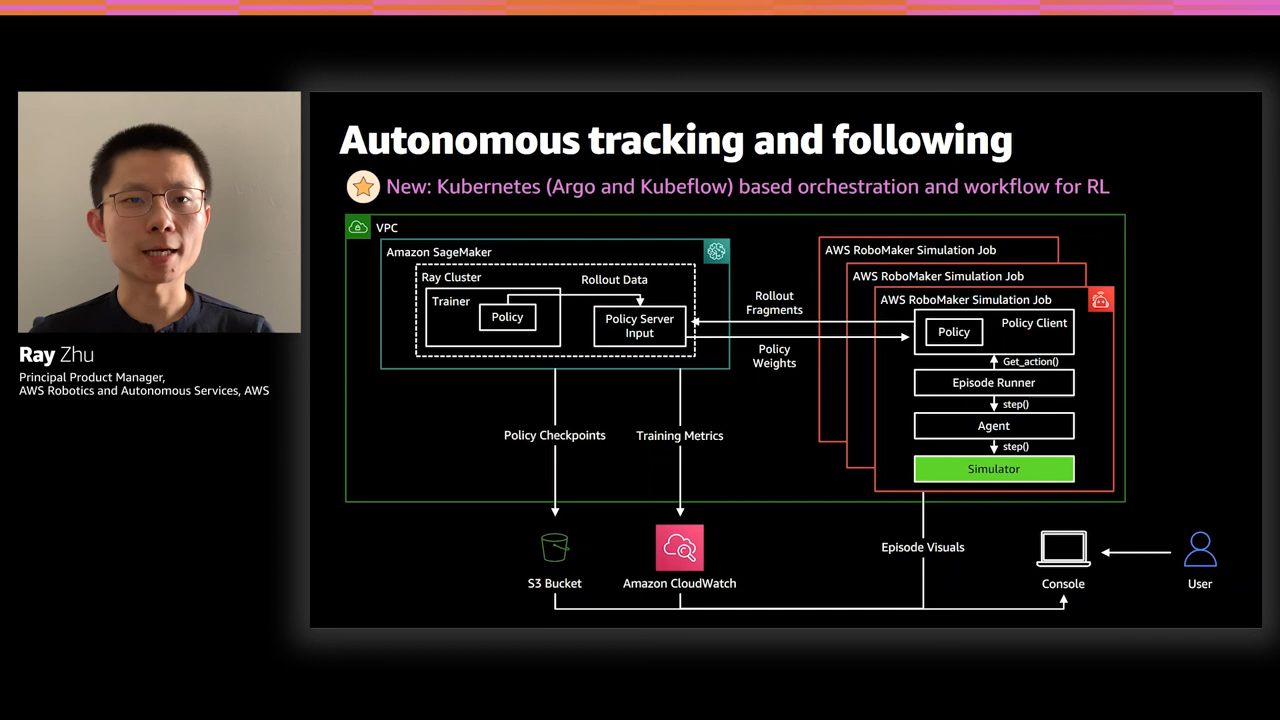 Autonomous tracking and following
New: Kubernetes (Argo and Kubeflow) based orchestration and workflow for RL
VPC
Amazon SageMaker
Ray Cluster
Rollout Data
Trainer
Policy
Policy Server
Input
Rollout
Fragments
Policy
Weights
AWS RoboMaker Simulation Job
AWS RoboMaker Simulation Job
AWS RoboMaker Simulation Job
Policy Client
Policy
Get_action()
Episode Runner
step()
Agent
step()
Simulator
Policy Checkpoints
Training Metrics
Episode Visuals
S3 Bucket
Amazon CloudWatch
Console
User
Ray Zhu
Principal Product Manager,
AWS Robotics and Autonomous Services, AWS